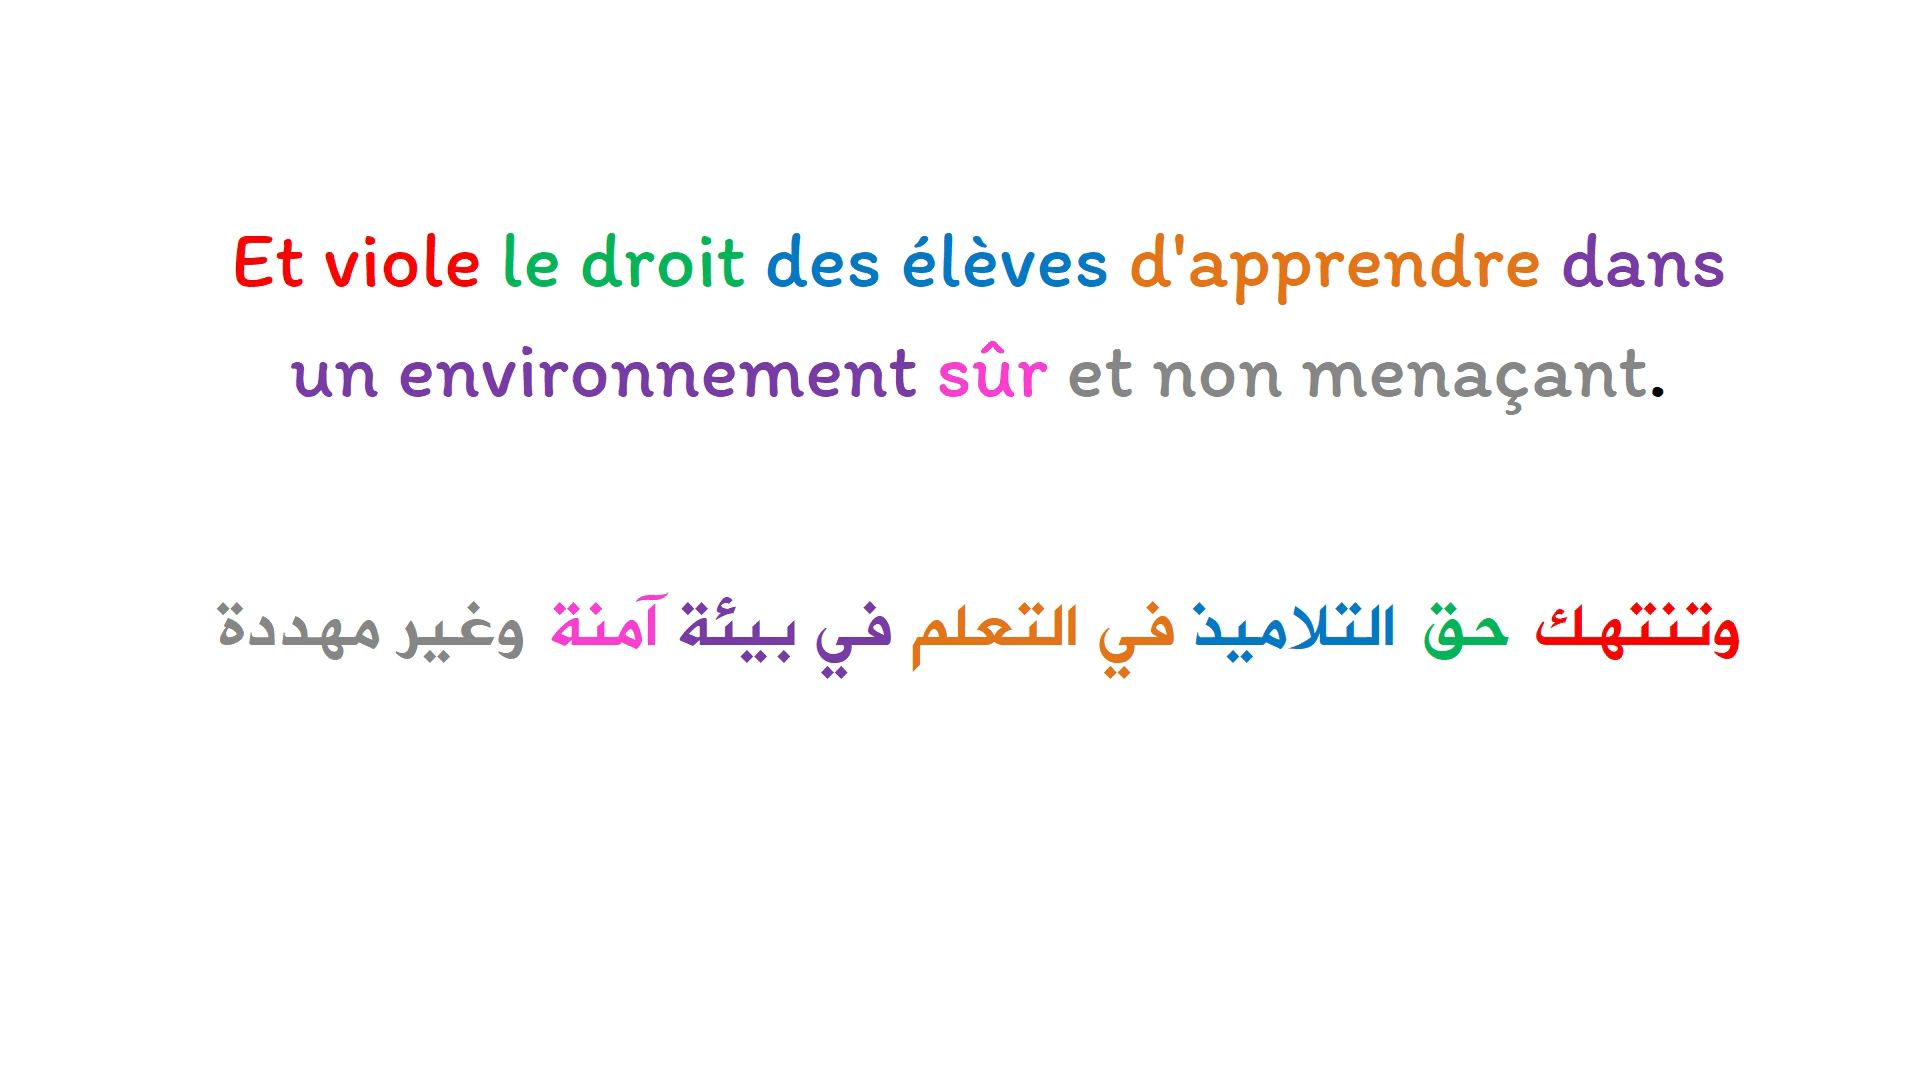 Et viole le droit des élèves d'apprendre dans
un environnement sûr et non menaçant.
وتنتهك حق التلاميذ في التعلم في بيئة آمنة وغير مهددة